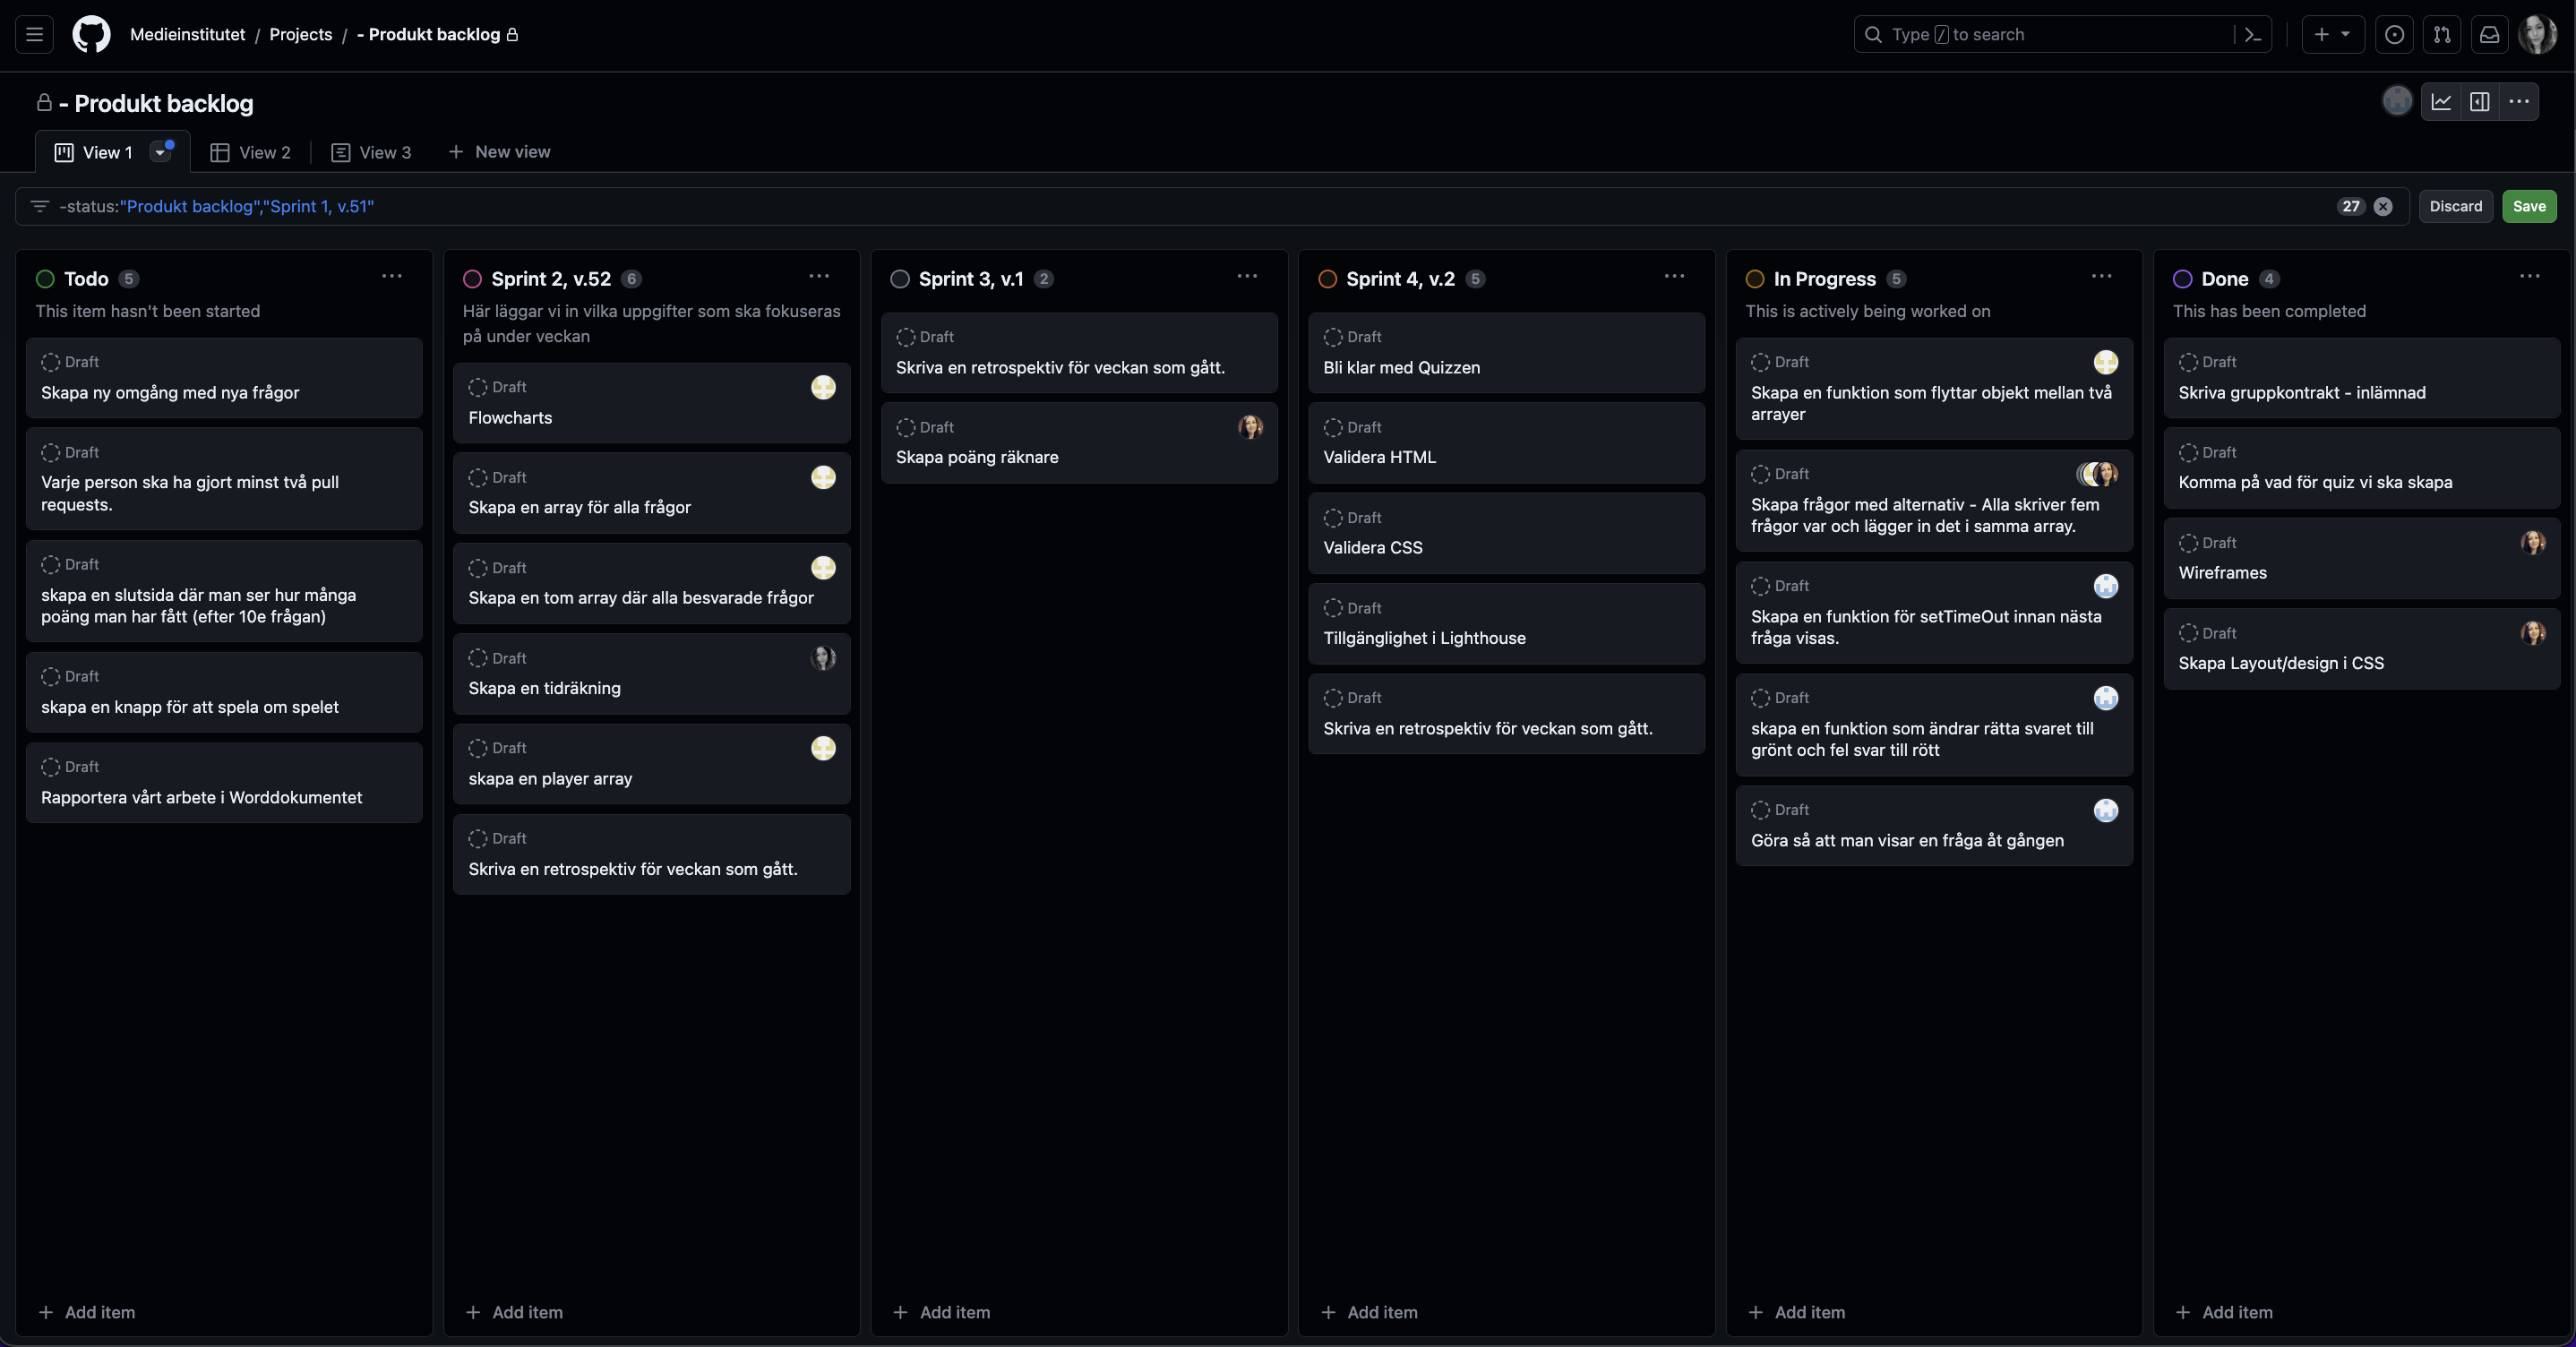 Medieinstitutet / Projects / - Produkt backlog
Type / to search
- Produkt backlog
View 1
View 2
View 3
New view
-status:"Produkt backlog","Sprint 1, v.51"
27
Discard
Save
Todo 5
This item hasn't been started
Draft
Skapa ny omgång med nya frågor
Draft
Varje person ska ha gjort minst två pull
requests.
Draft
skapa en slutsida där man ser hur många
poäng man har fått (efter 10e frågan)
Draft
skapa en knapp för att spela om spelet
Draft
Rapportera vårt arbete i Worddokumentet
Add item
Sprint 2, v.52 6
Här läggar vi in vilka uppgifter som ska fokuseras
på under veckan
Draft
Flowcharts
Draft
Skapa en array för alla frågor
Draft
Skapa en tom array där alla besvarade frågor
Draft
Skapa en tidräkning
Draft
skapa en player array
Draft
Skriva en retrospektiv för veckan som gått.
Add item
Sprint 3, v.1 2
Draft
Skriva en retrospektiv för veckan som gått.
Draft
Skapa poäng räknare
Add item
Sprint 4, v.2 5
Draft
Bli klar med Quizzen
Draft
Validera HTML
Draft
Validera CSS
Draft
Tillgänglighet i Lighthouse
Draft
Skriva en retrospektiv för veckan som gått.
Add item
In Progress 5
This is actively being worked on
Draft
Skapa en funktion som flyttar objekt mellan två
arrayer
Draft
Skapa frågor med alternativ - Alla skriver fem
frågor var och lägger in det i samma array.
Draft
Skapa en funktion för setTimeOut innan nästa
fråga visas.
Draft
skapa en funktion som ändrar rätta svaret till
grönt och fel svar till rött
Draft
Göra så att man visar en fråga åt gången
Add item
Done 4
This has been completed
Draft
Skriva gruppkontrakt - inlämnad
Draft
Komma på vad för quiz vi ska skapa
Draft
Wireframes
Draft
Skapa Layout/design i CSS
Add item